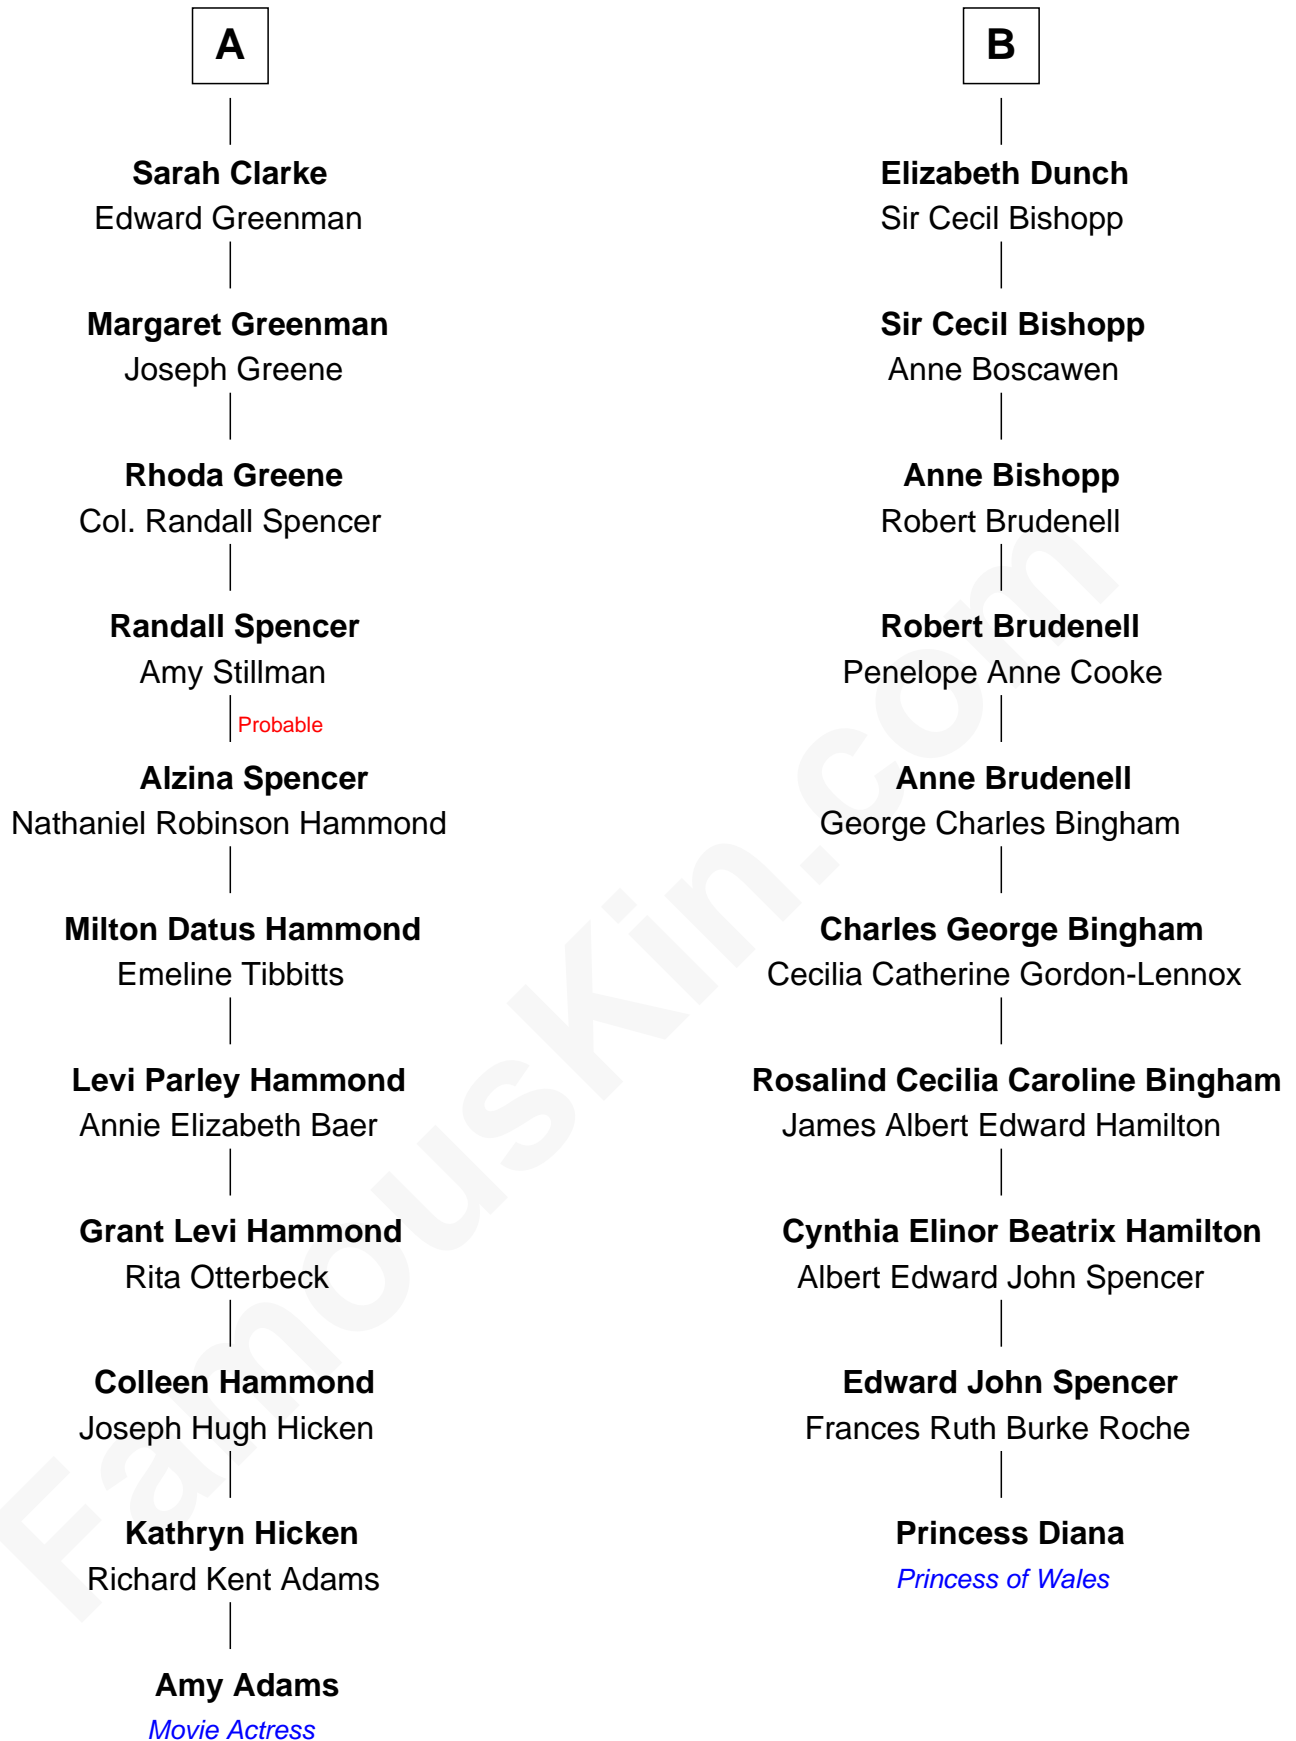 A
Sarah Clarke
Edward Greenman
Margaret Greenman
Joseph Greene
Rhoda Greene
Col. Randall Spencer
Randall Spencer
Amy Stillman
Probable
Alzina Spencer
Nathaniel Robinson Hammond
Milton Datus Hammond
Emeline Tibbitts
Levi Parley Hammond
Annie Elizabeth Baer
Grant Levi Hammond
Rita Otterbeck
Colleen Hammond
Joseph Hugh Hicken
Kathryn Hicken
Richard Kent Adams
Amy Adams
Movie Actress
B
Elizabeth Dunch
Sir Cecil Bishopp
Sir Cecil Bishopp
Anne Boscawen
Anne Bishopp
Robert Brudenell
Robert Brudenell
Penelope Anne Cooke
Anne Brudenell
George Charles Bingham
Charles George Bingham
Cecilia Catherine Gordon-Lennox
Rosalind Cecilia Caroline Bingham
James Albert Edward Hamilton
Cynthia Elinor Beatrix Hamilton
Albert Edward John Spencer
Edward John Spencer
Frances Ruth Burke Roche
Princess Diana
Princess of Wales
FamousKin.com